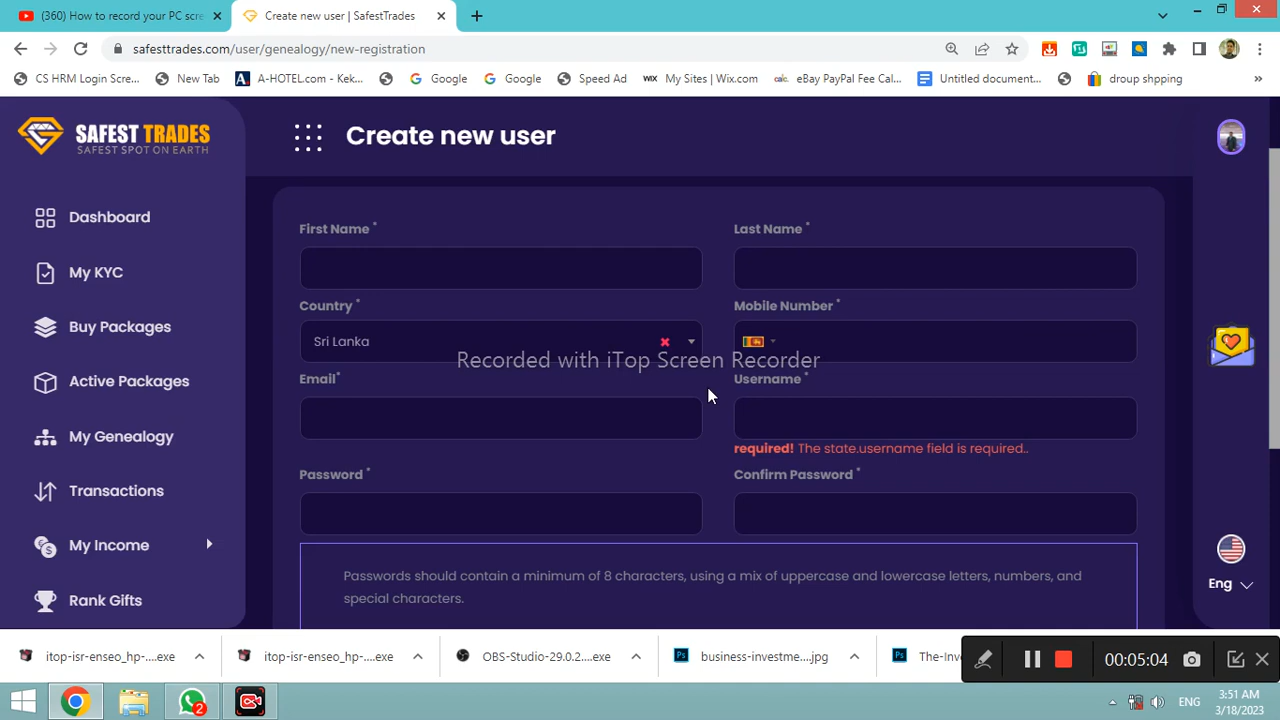 (360) How to record your PC scre
Create new user | SafestTrades
safesttrades.com/user/genealogy/new-registration
CS HRM Login Scre...
New Tab
A-HOTEL.com - Kek...
Google
Google
Speed Ad
WIX My Sites | Wix.com
calc. eBay PayPal Fee Cal...
Untitled document...
droup shpping
»
SAFEST TRADES
SAFEST SPOT ON EARTH
Create new user
Dashboard
My KYC
Buy Packages
Active Packages
My Genealogy
Transactions
My Income
Rank Gifts
First Name *
Last Name *
Country *
Mobile Number *
Sri Lanka
Recorded with iTop Screen Recorder
Email*
Username *
required! The state.username field is required..
Password *
Confirm Password *
Passwords should contain a minimum of 8 characters, using a mix of uppercase and lowercase letters, numbers, and
special characters.
Eng
itop-isr-enseo_hp-....exe
itop-isr-enseo_hp-....exe
OBS-Studio-29.0.2....exe
Ps business-investme....jpg
Ps The-Inv
00:05:04
2
ENG
3:51 AM
3/18/2023